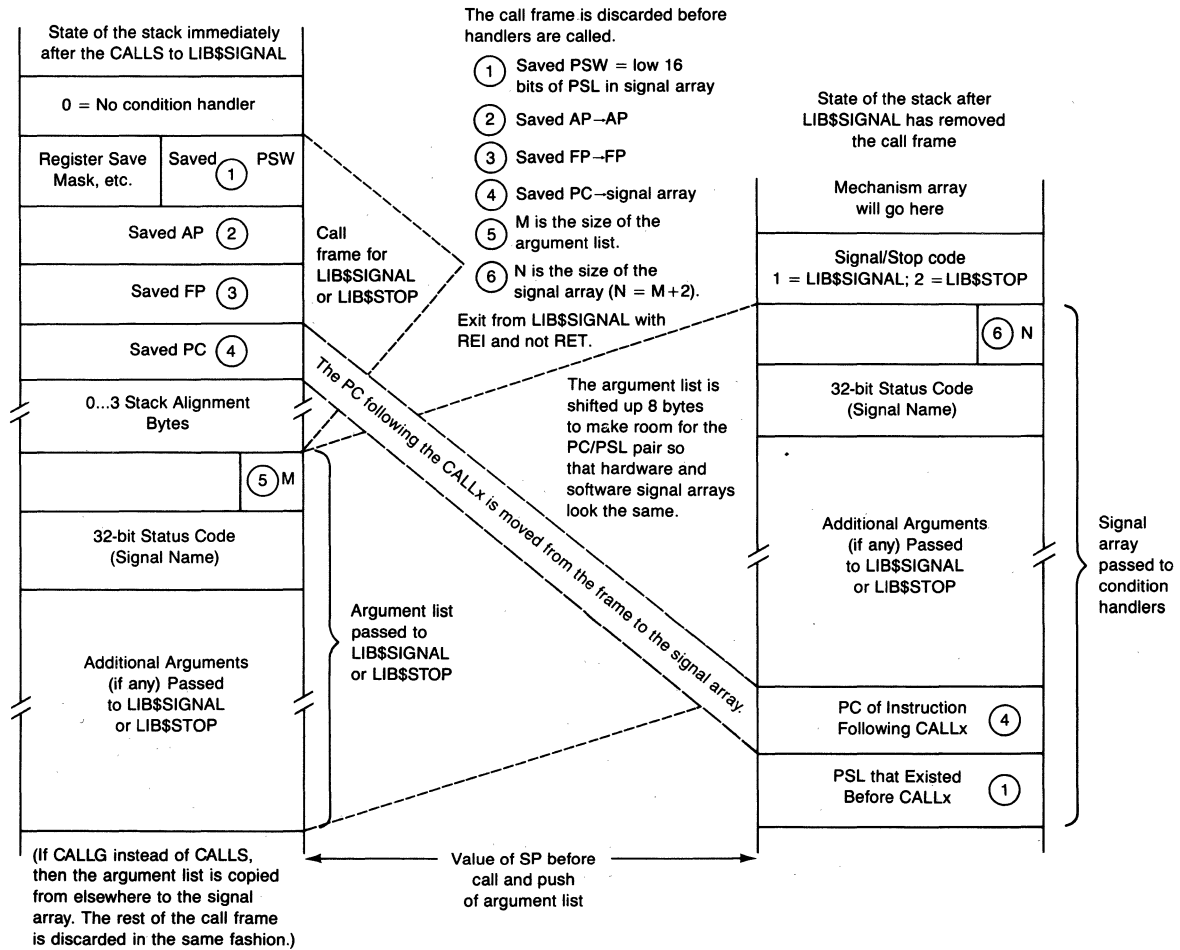 State of the stack immediately
after the CALLS to LIB$SIGNAL
0 = No condition handler
Register Save
Mask, etc.
Saved 1 PSW
Saved AP 2
Saved FP 3
Saved PC 4
0...3 Stack Alignment
Bytes
5 M
32-bit Status Code
(Signal Name)
Additional Arguments
(if any) Passed
to LIB$SIGNAL
or LIB$STOP
(If CALLG instead of CALLS,
then the argument list is copied
from elsewhere to the signal
array. The rest of the call frame
is discarded in the same fashion.)
Call
frame for
LIB$SIGNAL
or LIB$STOP
Argument list
passed to
LIB$SIGNAL
or LIB$STOP
The call frame is discarded before
handlers are called.
1 Saved PSW = low 16
bits of PSL in signal array
2 Saved AP→AP
3 Saved FP→FP
4 Saved PC→signal array
5 M is the size of the
argument list.
6 N is the size of the
signal array (N = M+2).
Exit from LIB$SIGNAL with
REI and not RET.
The PC following the CALLx is moved from the frame to the signal array.
The argument list is
shifted up 8 bytes
to make room for the
PC/PSL pair so
that hardware and
software signal arrays
look the same.
Value of SP before
call and push
of argument list
State of the stack after
LIB$SIGNAL has removed
the call frame
Mechanism array
will go here
Signal/Stop code
1 = LIB$SIGNAL; 2 = LIB$STOP
6 N
32-bit Status Code
(Signal Name)
Additional Arguments
(if any) Passed
to LIB$SIGNAL
or LIB$STOP
PC of Instruction
Following CALLx 4
PSL that Existed
Before CALLx 1
Signal
array
passed to
condition
handlers